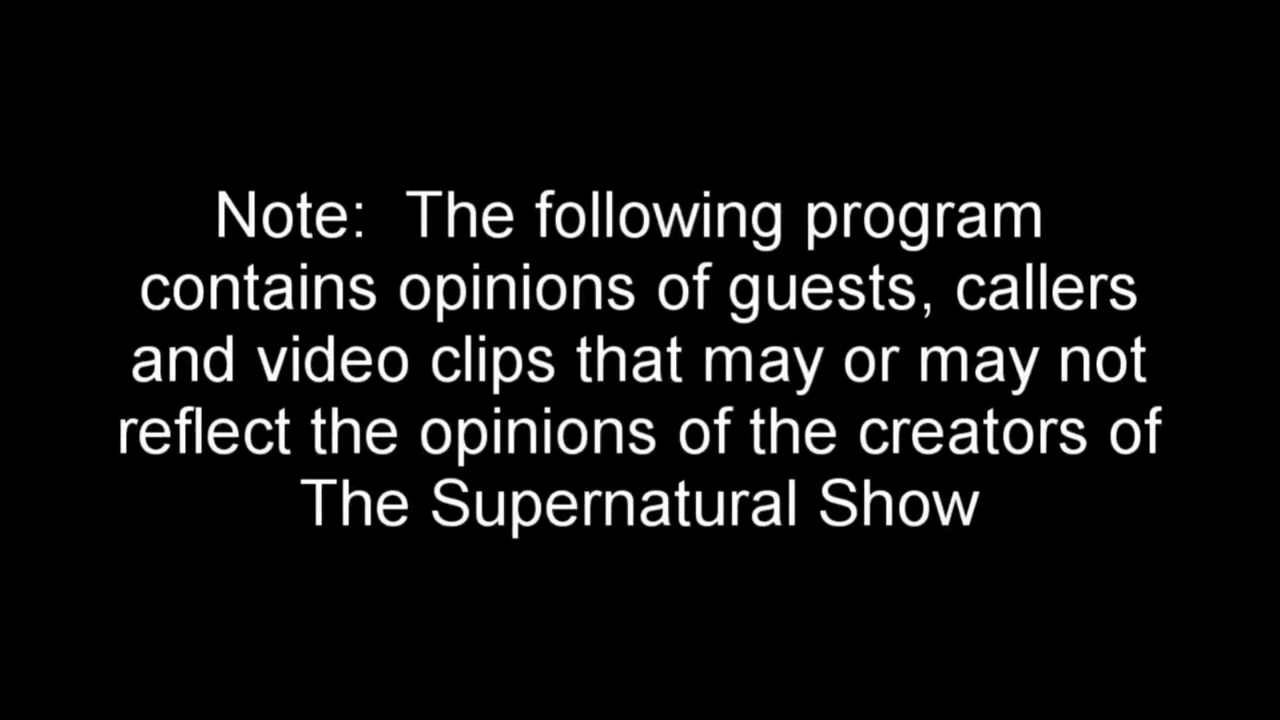 Note:  The following program
contains opinions of guests, callers
and video clips that may or may not
reflect the opinions of the creators of
The Supernatural Show